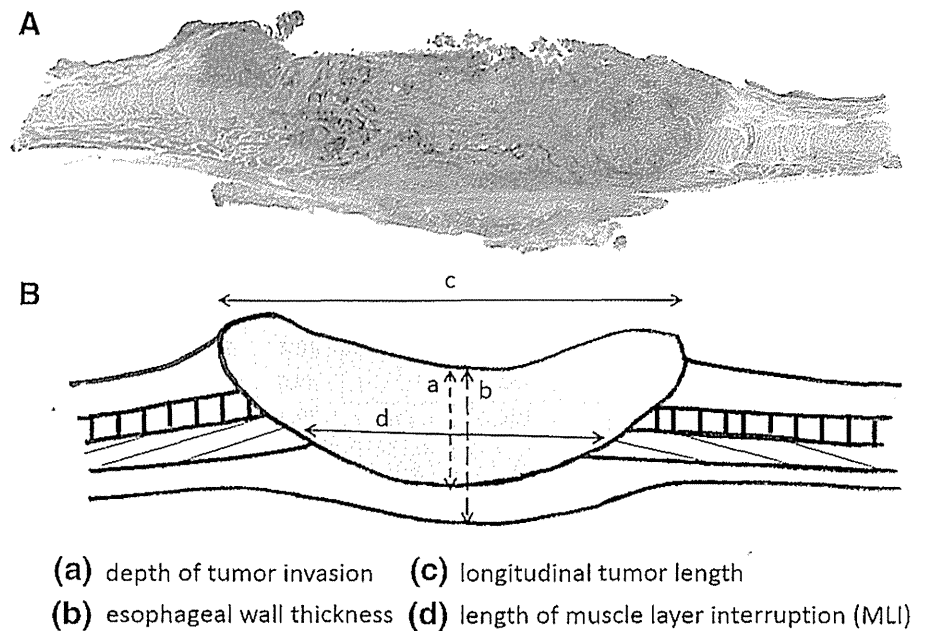 A
B
c
a
b
d
(a) depth of tumor invasion (c) longitudinal tumor length
(b) esophageal wall thickness (d) length of muscle layer interruption (MLI)